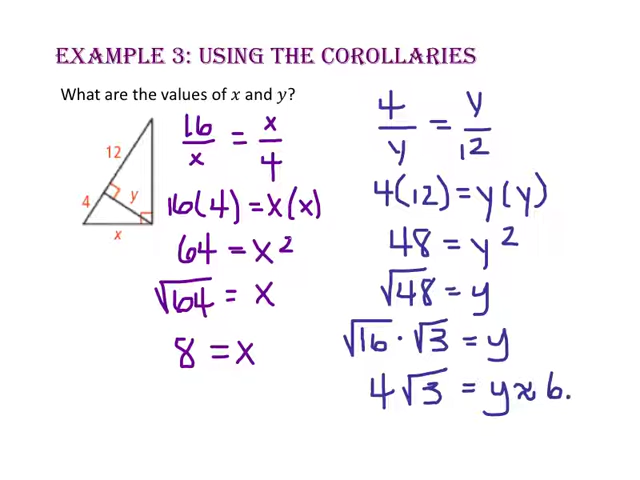 EXAMPLE 3: USING THE COROLLARIES
What are the values of x and y?
12
4
y
x
16/x = x/4
16(4) = x(x)
64 = x²
√64 = x
8 = x
4/y = y/12
4(12) = y(y)
48 = y²
√48 = y
√16 · √3 = y
4√3 = y ≈ 6.